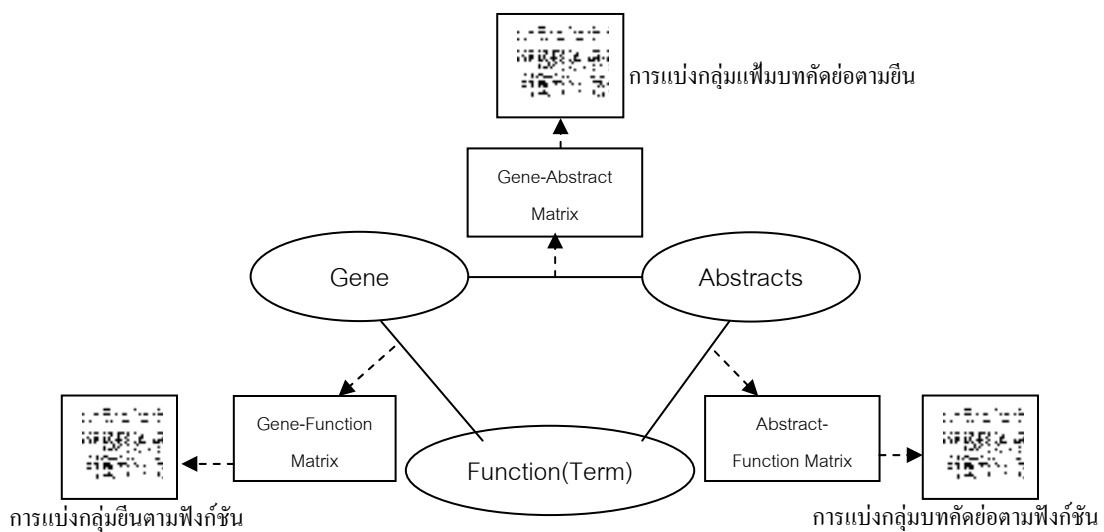 การแบ่งกลุ่มแฟ้มบทคัดย่อตามยีน
Gene-Abstract
Matrix
Gene
Abstracts
Gene-Function
Matrix
Function(Term)
Abstract-
Function Matrix
การแบ่งกลุ่มยีนตามฟังก์ชัน
การแบ่งกลุ่มบทคัดย่อตามฟังก์ชัน